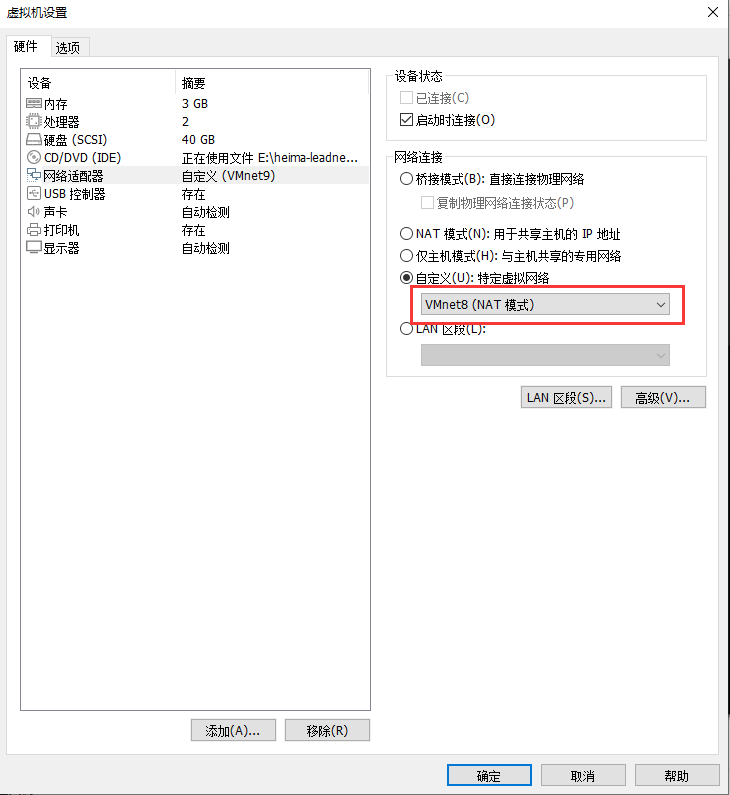 虚拟机设置
硬件 选项
设备 摘要
内存 3 GB
处理器 2
硬盘 (SCSI) 40 GB
CD/DVD (IDE) 正在使用文件 E:\heima-leadne...
网络适配器 自定义 (VMnet9)
USB 控制器 存在
声卡 自动检测
打印机 存在
显示器 自动检测
添加(A)... 移除(R)
设备状态
已连接(C)
启动时连接(O)
网络连接
桥接模式(B): 直接连接物理网络
复制物理网络连接状态(P)
NAT 模式(N): 用于共享主机的 IP 地址
仅主机模式(H): 与主机共享的专用网络
自定义(U): 特定虚拟网络
VMnet8 (NAT 模式)
LAN 区段(L):
LAN 区段(S)... 高级(V)...
确定 取消 帮助